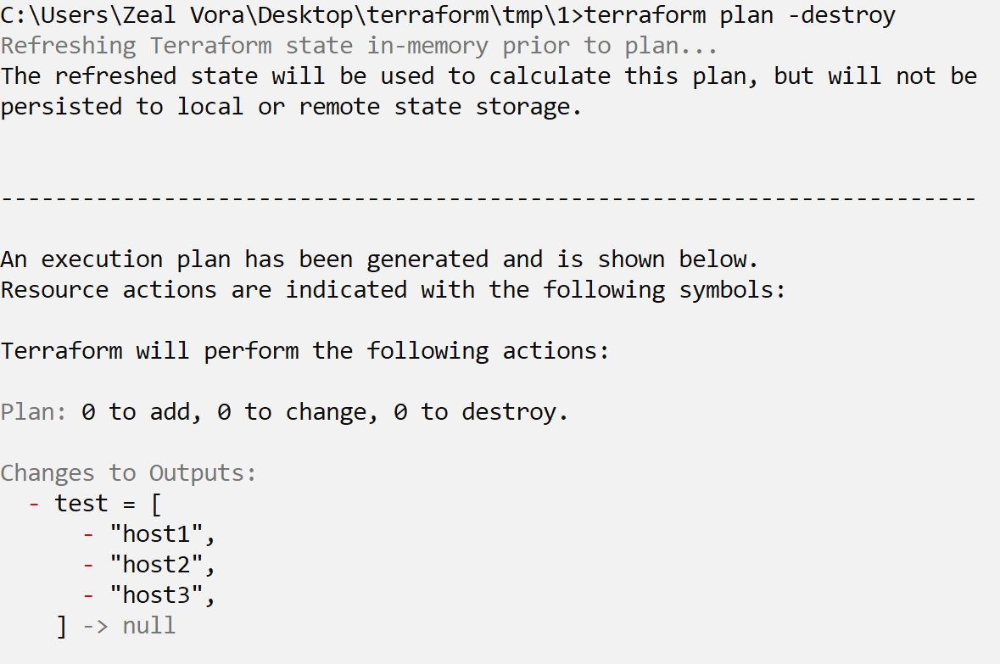 C:\Users\Zeal Vora\Desktop\terraform\tmp\1>terraform plan -destroy
Refreshing Terraform state in-memory prior to plan...
The refreshed state will be used to calculate this plan, but will not be
persisted to local or remote state storage.
------------------------------------------------------------------------
An execution plan has been generated and is shown below.
Resource actions are indicated with the following symbols:
Terraform will perform the following actions:
Plan: 0 to add, 0 to change, 0 to destroy.
Changes to Outputs:
  - test = [
      - "host1",
      - "host2",
      - "host3",
    ] -> null